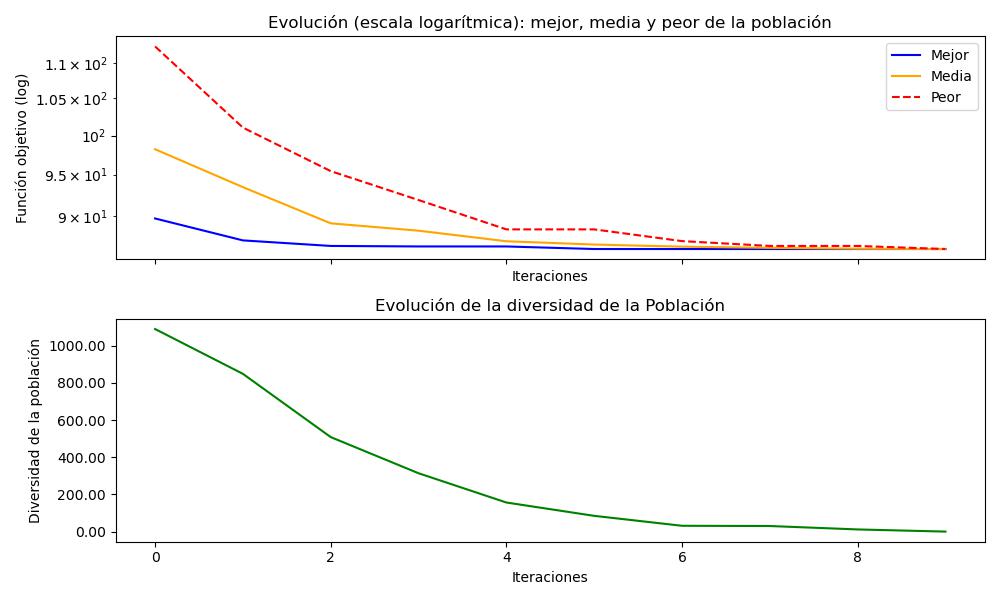 Evolución (escala logarítmica): mejor, media y peor de la población
Función objetivo (log)
1.1 × 10²
1.05 × 10²
10²
9.5 × 10¹
9 × 10¹
Mejor
Media
Peor
Iteraciones
Evolución de la diversidad de la Población
Diversidad de la población
1000.00
800.00
600.00
400.00
200.00
0.00
0 2 4 6 8
Iteraciones